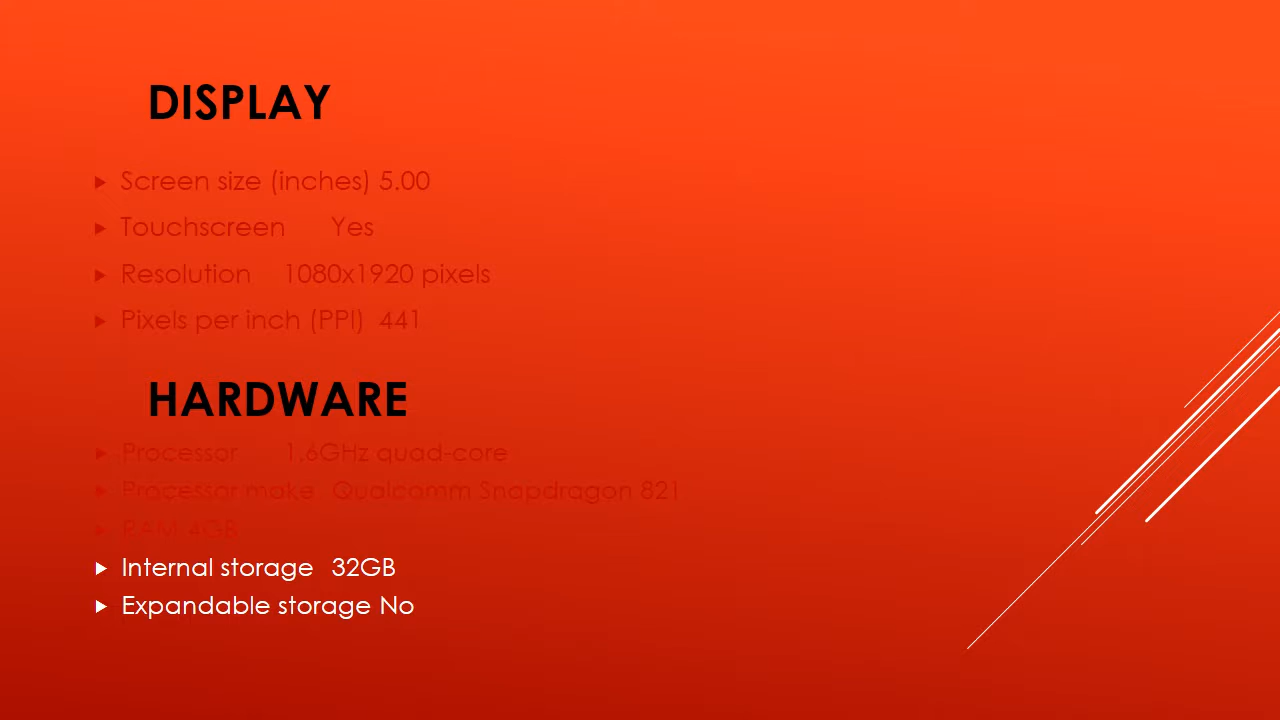 DISPLAY
Screen size (inches) 5.00
Touchscreen Yes
Resolution 1080x1920 pixels
Pixels per inch (PPI) 441
HARDWARE
Processor 1.6GHz quad-core
Processor make Qualcomm Snapdragon 821
RAM 4GB
Internal storage 32GB
Expandable storage No